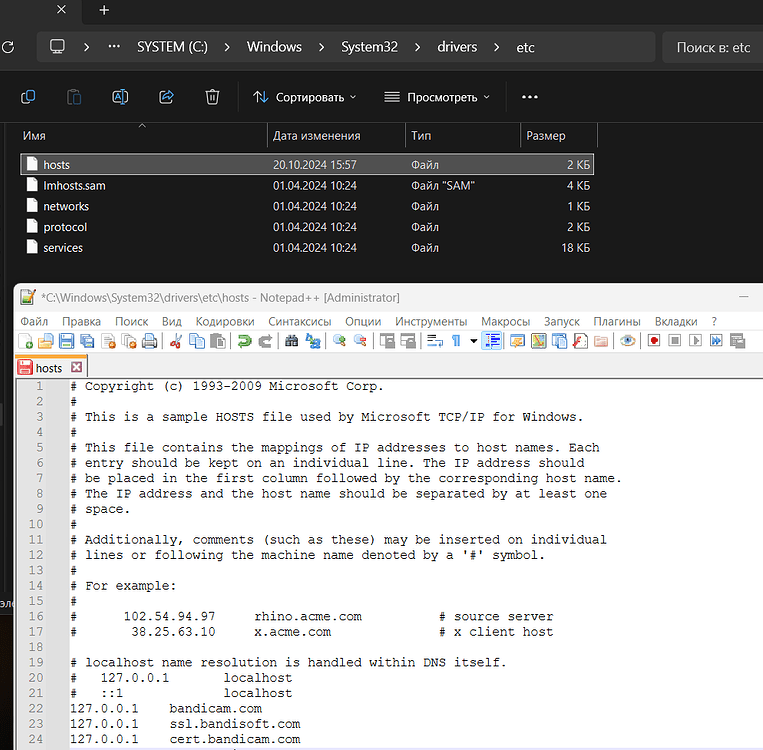 SYSTEM (C:) > Windows > System32 > drivers > etc
Поиск в: etc
Сортировать
Просмотреть
Имя Дата изменения Тип Размер
hosts 20.10.2024 15:57 Файл 2 КБ
lmhosts.sam 01.04.2024 10:24 Файл "SAM" 4 КБ
networks 01.04.2024 10:24 Файл 1 КБ
protocol 01.04.2024 10:24 Файл 2 КБ
services 01.04.2024 10:24 Файл 18 КБ
*C:\Windows\System32\drivers\etc\hosts - Notepad++ [Administrator]
Файл Правка Поиск Вид Кодировки Синтаксисы Опции Инструменты Макросы Запуск Плагины Вкладки ?
hosts
1 # Copyright (c) 1993-2009 Microsoft Corp.
2 #
3 # This is a sample HOSTS file used by Microsoft TCP/IP for Windows.
4 #
5 # This file contains the mappings of IP addresses to host names. Each
6 # entry should be kept on an individual line. The IP address should
7 # be placed in the first column followed by the corresponding host name.
8 # The IP address and the host name should be separated by at least one
9 # space.
10 #
11 # Additionally, comments (such as these) may be inserted on individual
12 # lines or following the machine name denoted by a '#' symbol.
13 #
14 # For example:
15 #
16 # 102.54.94.97 rhino.acme.com # source server
17 # 38.25.63.10 x.acme.com # x client host
18
19 # localhost name resolution is handled within DNS itself.
20 # 127.0.0.1 localhost
21 # ::1 localhost
22 127.0.0.1 bandicam.com
23 127.0.0.1 ssl.bandisoft.com
24 127.0.0.1 cert.bandicam.com